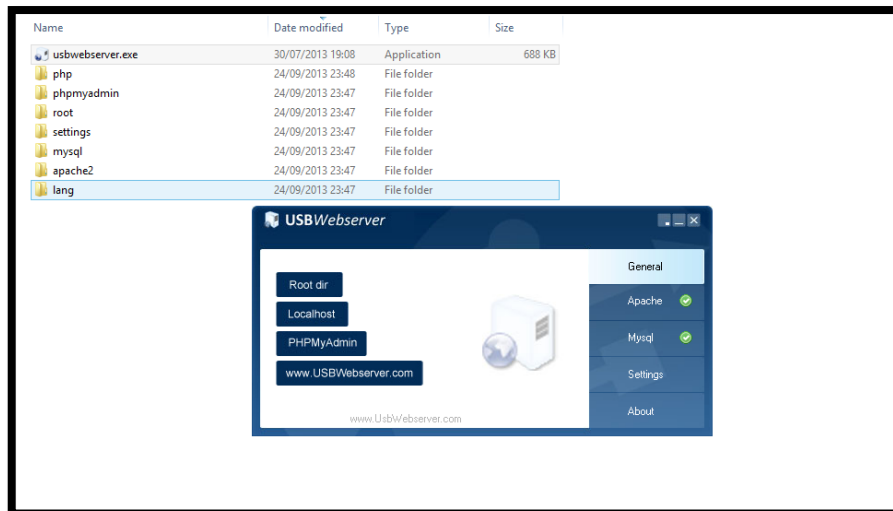 Name Date modified Type Size
usbwebserver.exe 30/07/2013 19:08 Application 688 KB
php 24/09/2013 23:48 File folder
phpmyadmin 24/09/2013 23:47 File folder
root 24/09/2013 23:47 File folder
settings 24/09/2013 23:47 File folder
mysql 24/09/2013 23:47 File folder
apache2 24/09/2013 23:47 File folder
lang 24/09/2013 23:47 File folder
USBWebserver
Root dir
Localhost
PHPMyAdmin
www.USBWebserver.com
www.UsbWebserver.com
General
Apache
Mysql
Settings
About